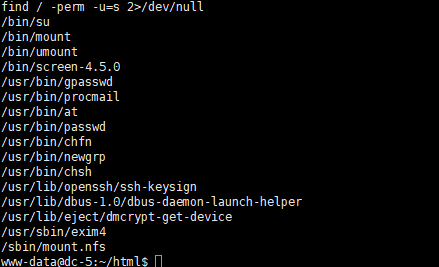 find / -perm -u=s 2>/dev/null
/bin/su
/bin/mount
/bin/umount
/bin/screen-4.5.0
/usr/bin/gpasswd
/usr/bin/procmail
/usr/bin/at
/usr/bin/passwd
/usr/bin/chfn
/usr/bin/newgrp
/usr/bin/chsh
/usr/lib/openssh/ssh-keysign
/usr/lib/dbus-1.0/dbus-daemon-launch-helper
/usr/lib/eject/dmcrypt-get-device
/usr/sbin/exim4
/sbin/mount.nfs
www-data@dc-5:~/html$